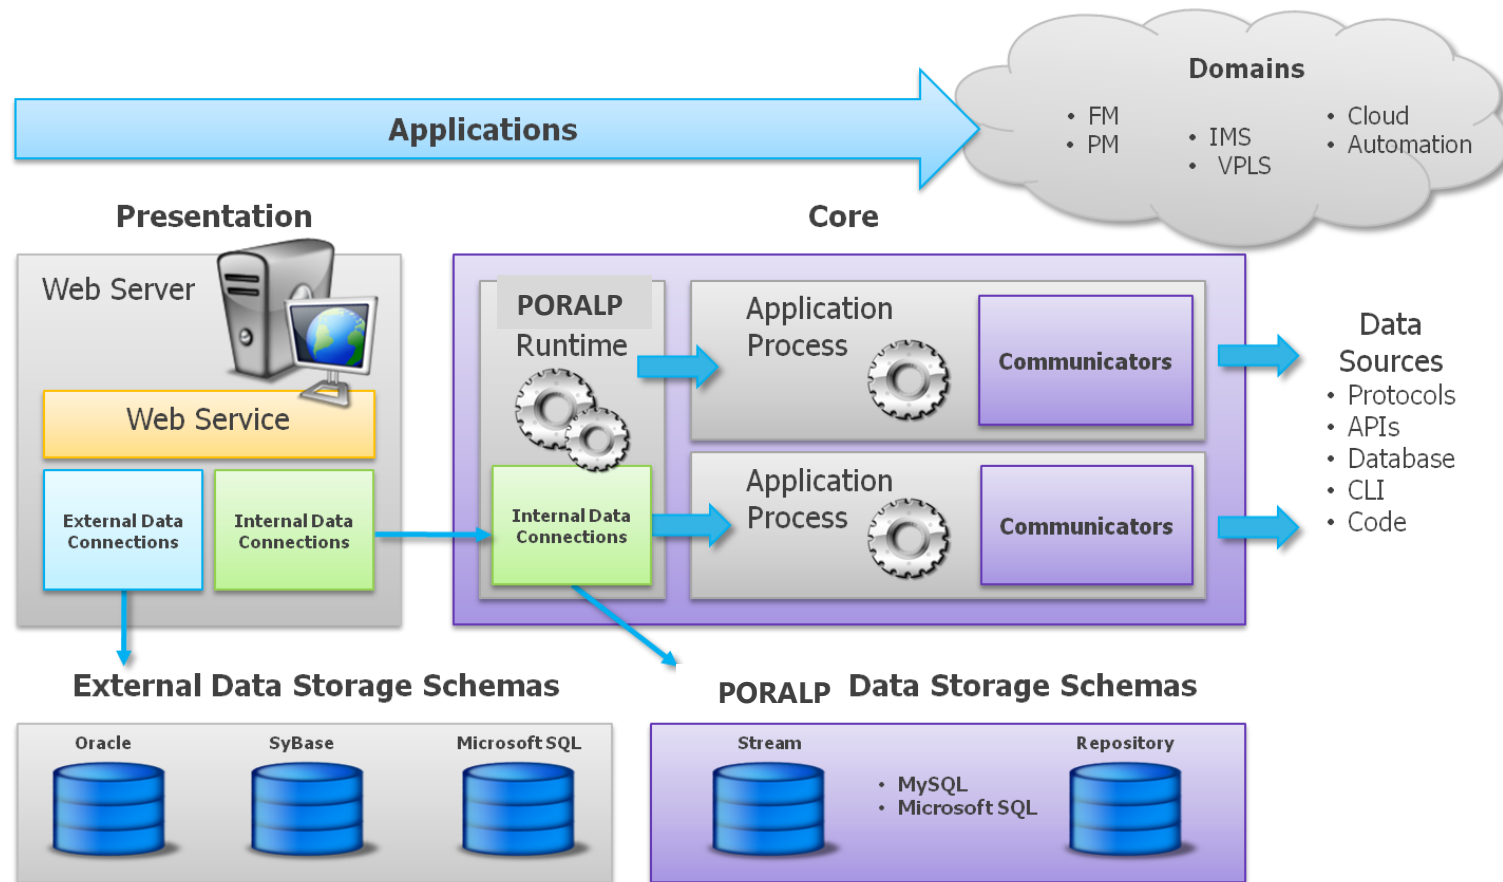 Applications
Domains
• FM
• PM
• IMS
• VPLS
• Cloud
• Automation
Presentation
Core
Web Server
Web Service
External Data
Connections
Internal Data
Connections
PORALP
Runtime
Internal Data
Connections
Application
Process
Communicators
Application
Process
Communicators
Data
Sources
• Protocols
• APIs
• Database
• CLI
• Code
External Data Storage Schemas
Oracle
SyBase
Microsoft SQL
PORALP Data Storage Schemas
Stream
• MySQL
• Microsoft SQL
Repository